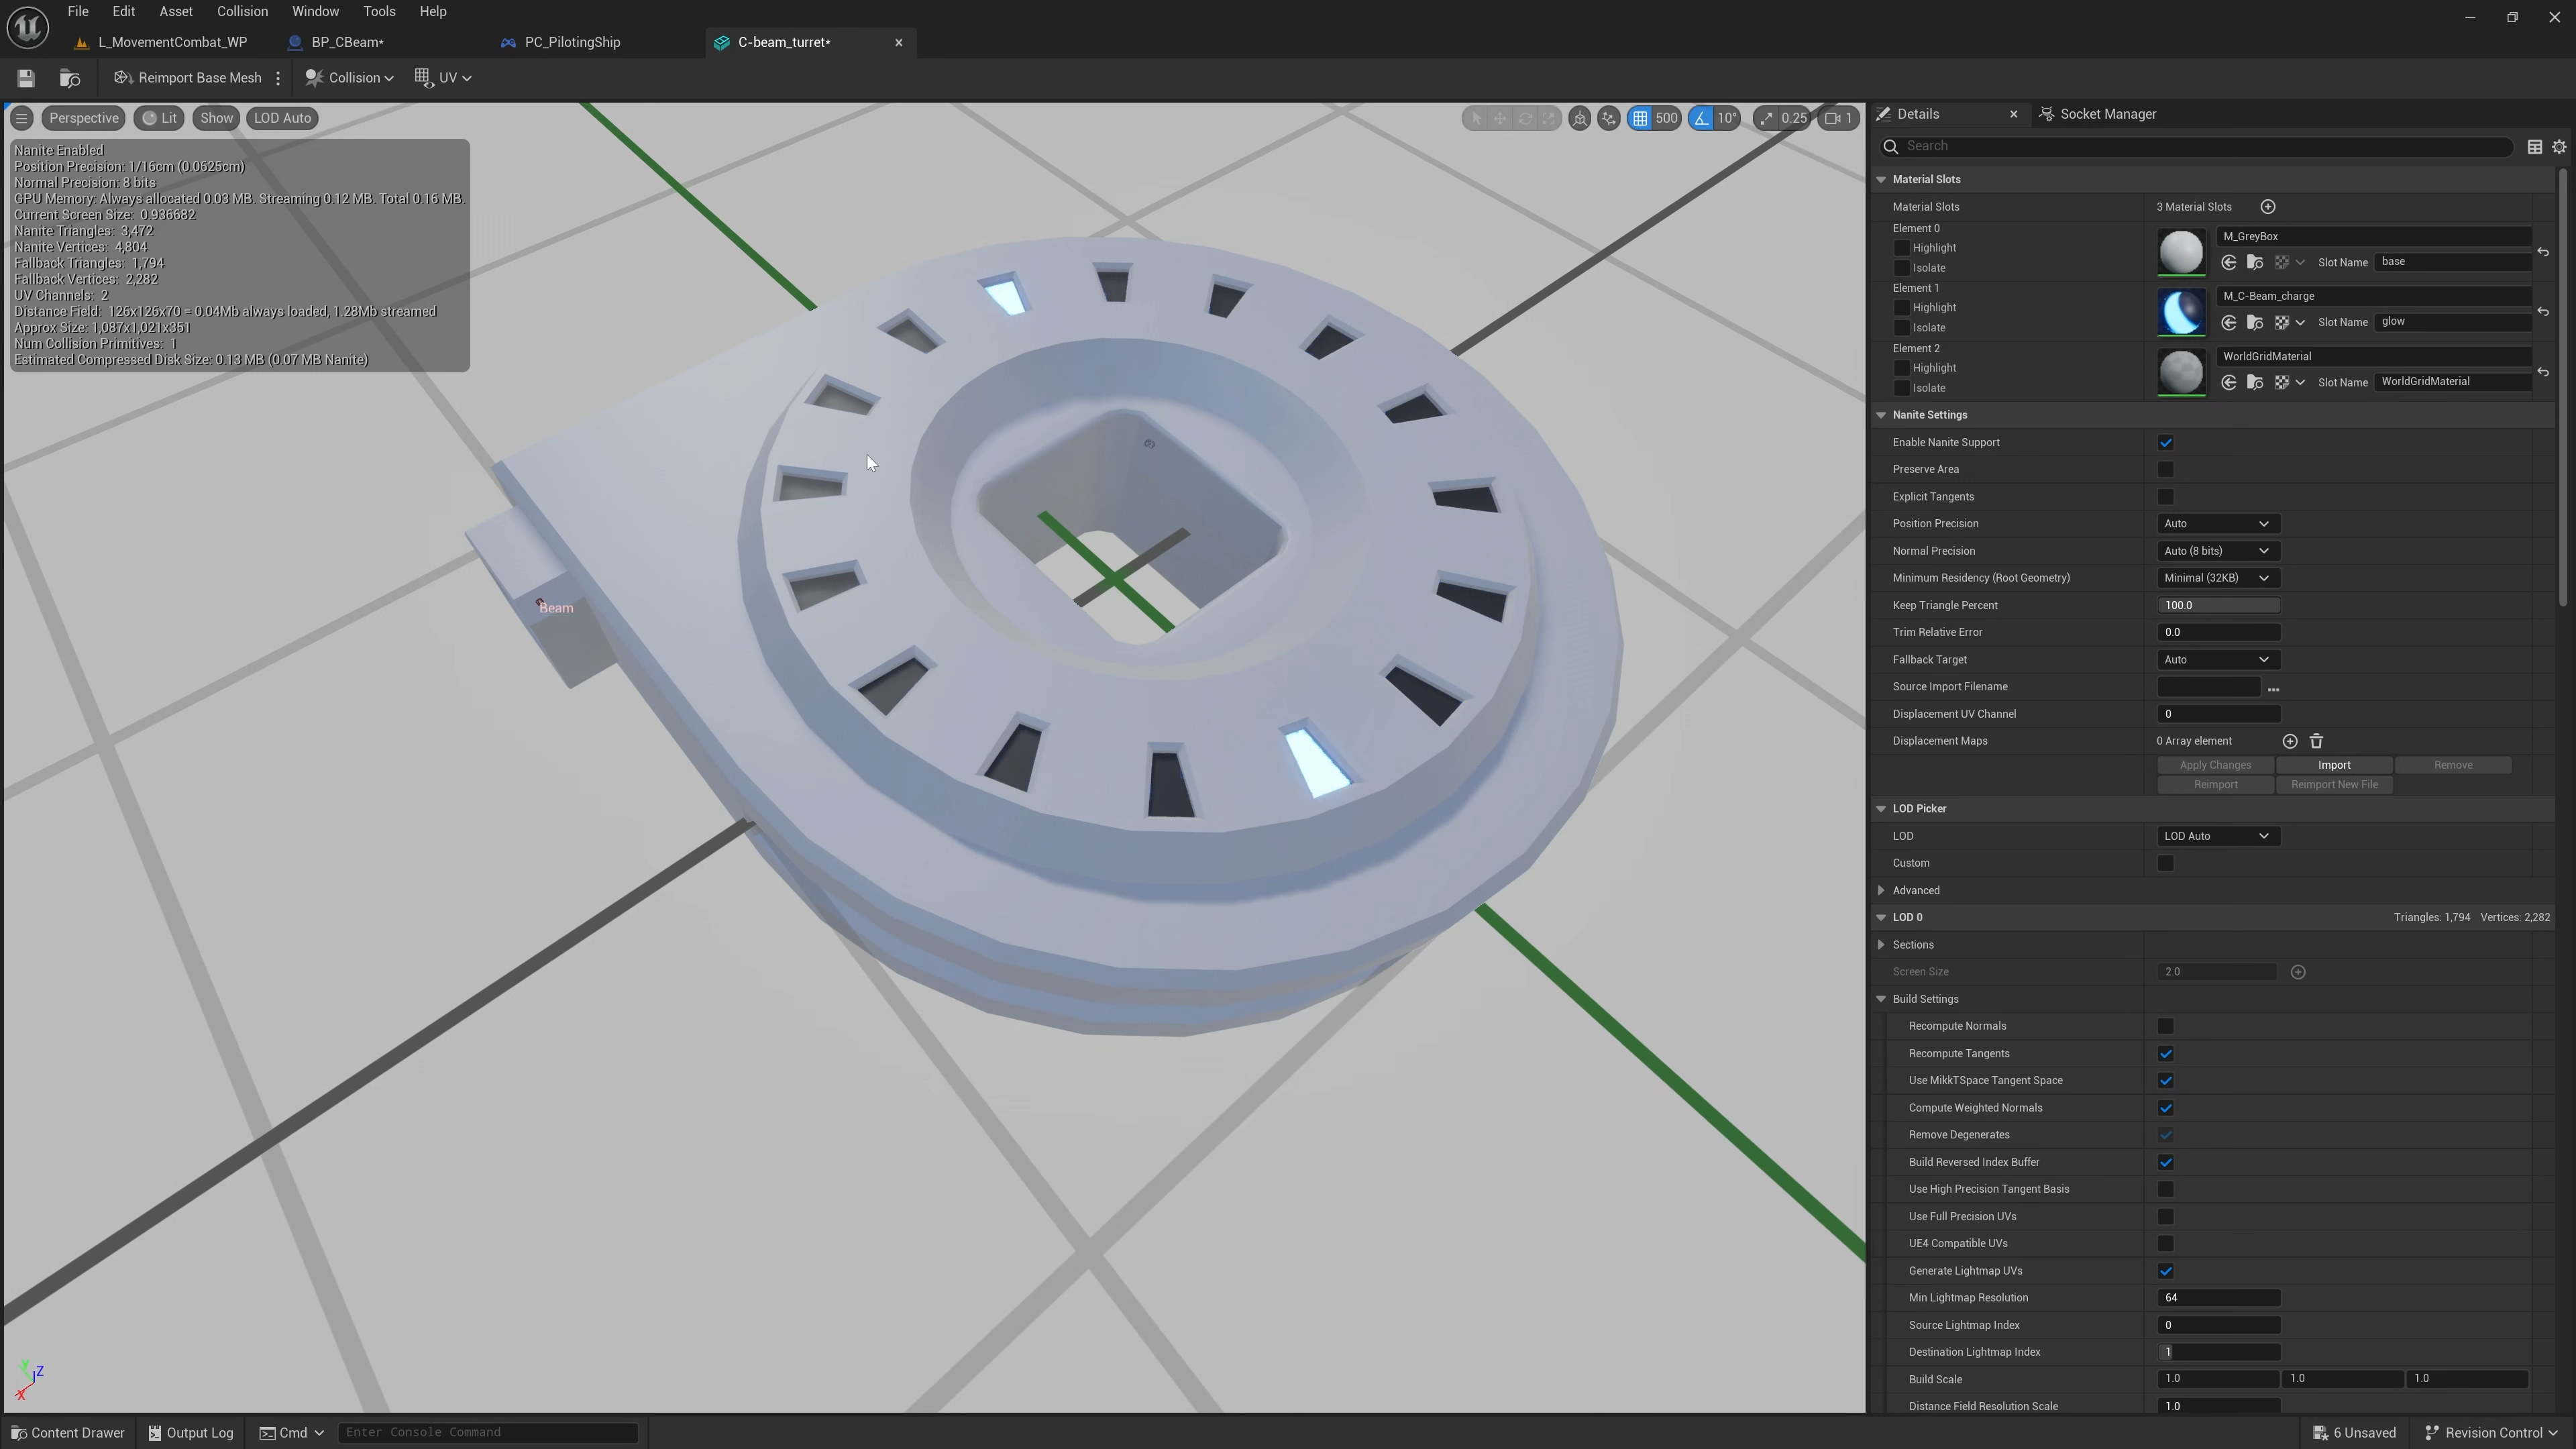 File Edit Asset Collision Window Tools Help
L_MovementCombat_WP BP_CBeam* PC_PilotingShip C-beam_turret*
Reimport Base Mesh Collision UV
Perspective Lit Show LOD Auto 500 10° 0.25 1
Nanite Enabled
Position Precision: 1/16cm (0.0625cm)
Normal Precision: 8 bits
GPU Memory: Always allocated 0.03 MB. Streaming 0.12 MB. Total 0.16 MB.
Current Screen Size: 0.936682
Nanite Triangles: 3,472
Nanite Vertices: 4,804
Fallback Triangles: 1,794
Fallback Vertices: 2,282
UV Channels: 2
Distance Field: 126x126x70 = 0.04Mb always loaded, 1.28Mb streamed
Approx Size: 1,087x1,021x351
Num Collision Primitives: 1
Estimated Compressed Disk Size: 0.13 MB (0.07 MB Nanite)
Beam
Y Z
X
Details Socket Manager
Search
Material Slots
Material Slots 3 Material Slots
Element 0 M_GreyBox
Highlight
Isolate Slot Name base
Element 1 M_C-Beam_charge
Highlight
Isolate Slot Name glow
Element 2 WorldGridMaterial
Highlight
Isolate Slot Name WorldGridMaterial
Nanite Settings
Enable Nanite Support
Preserve Area
Explicit Tangents
Position Precision Auto
Normal Precision Auto (8 bits)
Minimum Residency (Root Geometry) Minimal (32KB)
Keep Triangle Percent 100.0
Trim Relative Error 0.0
Fallback Target Auto
Source Import Filename
Displacement UV Channel 0
Displacement Maps 0 Array element
Apply Changes Import Remove
Reimport Reimport New File
LOD Picker
LOD LOD Auto
Custom
Advanced
LOD 0 Triangles: 1,794 Vertices: 2,282
Sections
Screen Size 2.0
Build Settings
Recompute Normals
Recompute Tangents
Use MikkTSpace Tangent Space
Compute Weighted Normals
Remove Degenerates
Build Reversed Index Buffer
Use High Precision Tangent Basis
Use Full Precision UVs
UE4 Compatible UVs
Generate Lightmap UVs
Min Lightmap Resolution 64
Source Lightmap Index 0
Destination Lightmap Index 1
Build Scale 1.0 1.0 1.0
Distance Field Resolution Scale 1.0
Content Drawer Output Log Cmd Enter Console Command 6 Unsaved Revision Control